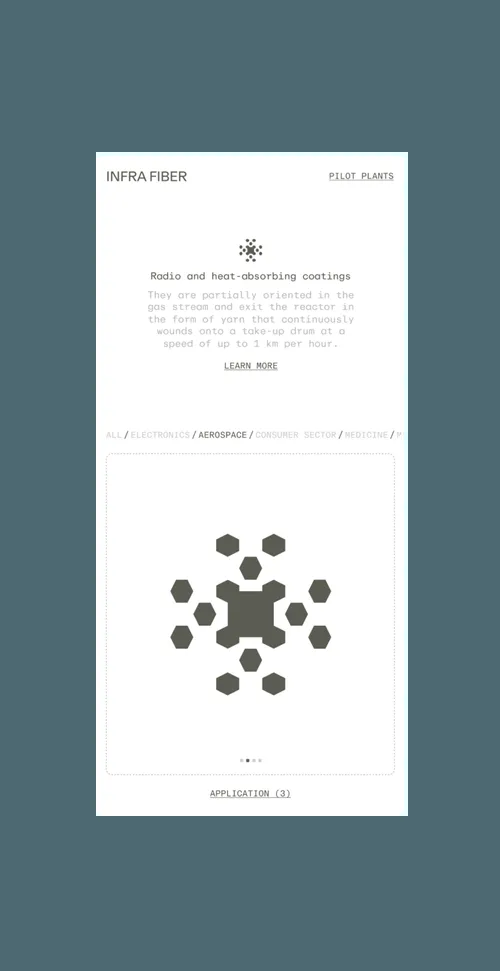 INFRA FIBER
PILOT PLANTS
Radio and heat-absorbing coatings
They are partially oriented in the
gas stream and exit the reactor in
the form of yarn that continuously
wounds onto a take-up drum at a
speed of up to 1 km per hour.
LEARN MORE
ALL / ELECTRONICS / AEROSPACE / CONSUMER SECTOR / MEDICINE / M
APPLICATION (3)